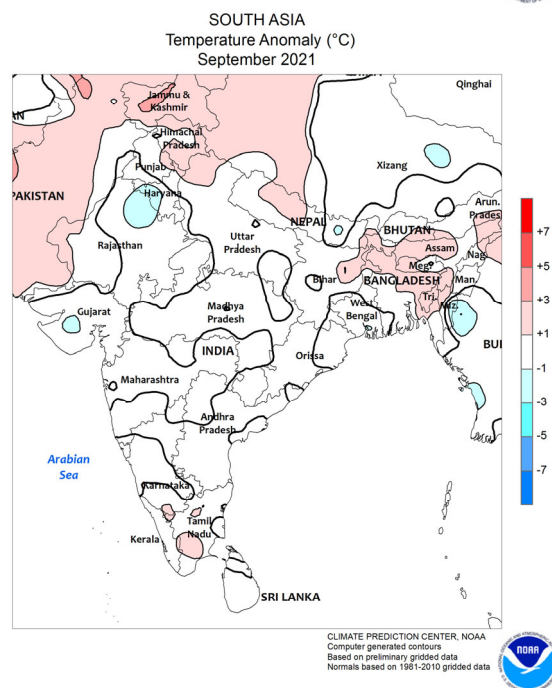 SOUTH ASIA
Temperature Anomaly (°C)
September 2021
Qinghai
Jammu &
Kashmir
AN
Himachal
Pradesh
Xizang
Punjab
PAKISTAN
Haryana
Arun.
Prades
NEPAL
BHUTAN
Uttar
Pradesh
Rajasthan
Assam
Nag.
Meg.
Bihar
BANGLADESH
Man.
Tri.
Miz.
West
Bengal
Gujarat
Madhya
Pradesh
BU
INDIA
Orissa
Maharashtra
Andhra
Pradesh
Arabian
Sea
Karnataka
Tamil
Nadu
Kerala
SRI LANKA
+7
+5
+3
+1
-1
-3
-5
-7
CLIMATE PREDICTION CENTER, NOAA
Computer generated contours
Based on preliminary gridded data
Normals based on 1981-2010 gridded data
NOAA